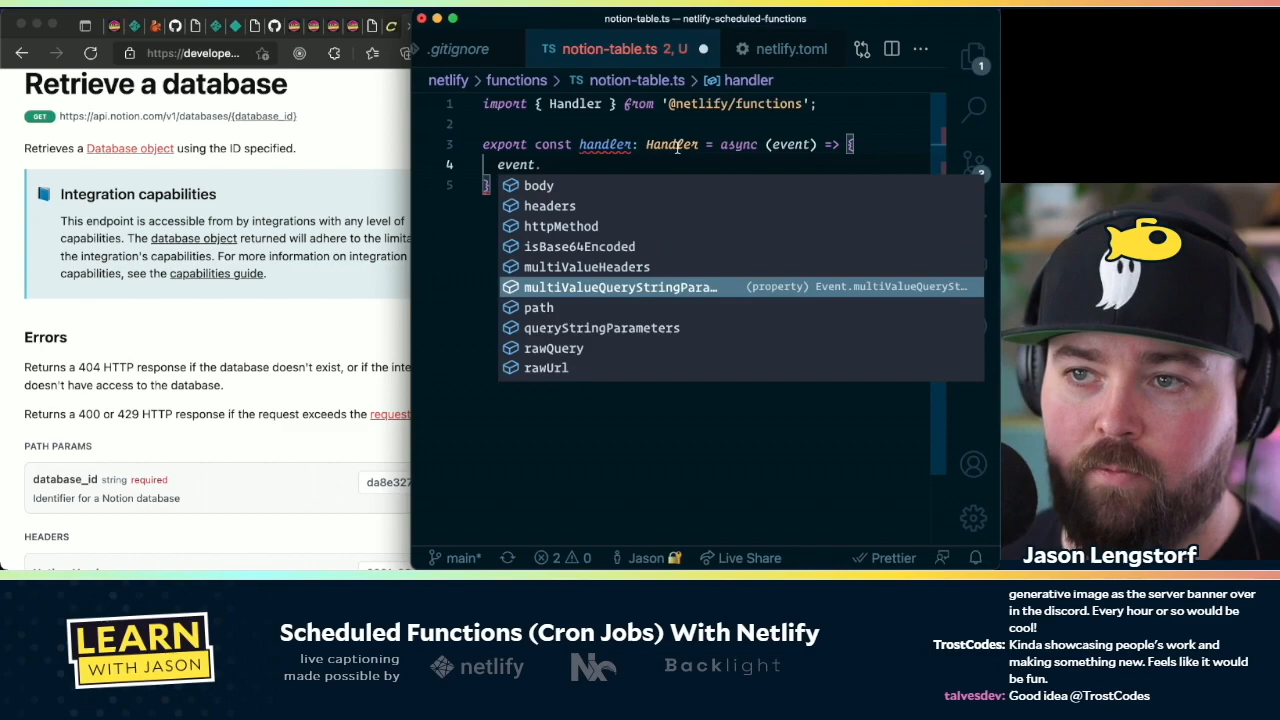 https://develope...
Retrieve a database
GET https://api.notion.com/v1/databases/{database_id}
Retrieves a Database object using the ID specified.
Integration capabilities
This endpoint is accessible from by integrations with any level of
capabilities. The database object returned will adhere to the limita
the integration's capabilities. For more information on integration
capabilities, see the capabilities guide.
Errors
Returns a 404 HTTP response if the database doesn't exist, or if the inte
doesn't have access to the database.
Returns a 400 or 429 HTTP response if the request exceeds the request
PATH PARAMS
database_id string required
Identifier for a Notion database
da8e327
HEADERS
notion-table.ts — netlify-scheduled-functions
.gitignore
TS notion-table.ts 2, U
netlify.toml
netlify > functions > TS notion-table.ts > handler
1 import { Handler } from '@netlify/functions';
2
3 export const handler: Handler = async (event) => {
4 event.
5 }
body
headers
httpMethod
isBase64Encoded
multiValueHeaders
multiValueQueryStringPara... (property) Event.multiValueQuerySt...
path
queryStringParameters
rawQuery
rawUrl
1
3
main*
2 0
Jason
Live Share
Prettier
Jason Lengstorf
LEARN
WITH JASON
Scheduled Functions (Cron Jobs) With Netlify
live captioning
made possible by
netlify
Nx
Backlight
generative image as the server banner over
in the discord. Every hour or so would be
cool!
TrostCodes: Kinda showcasing people's work and
making something new. Feels like it would
be fun.
talvesdev: Good idea @TrostCodes